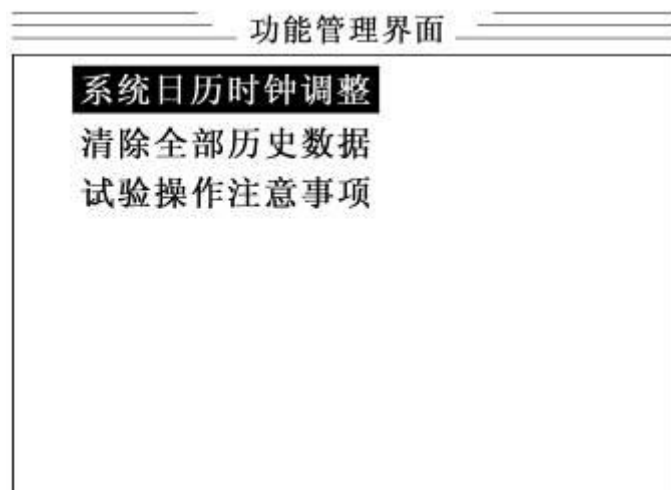 功能管理界面
系统日历时钟调整
清除全部历史数据
试验操作注意事项